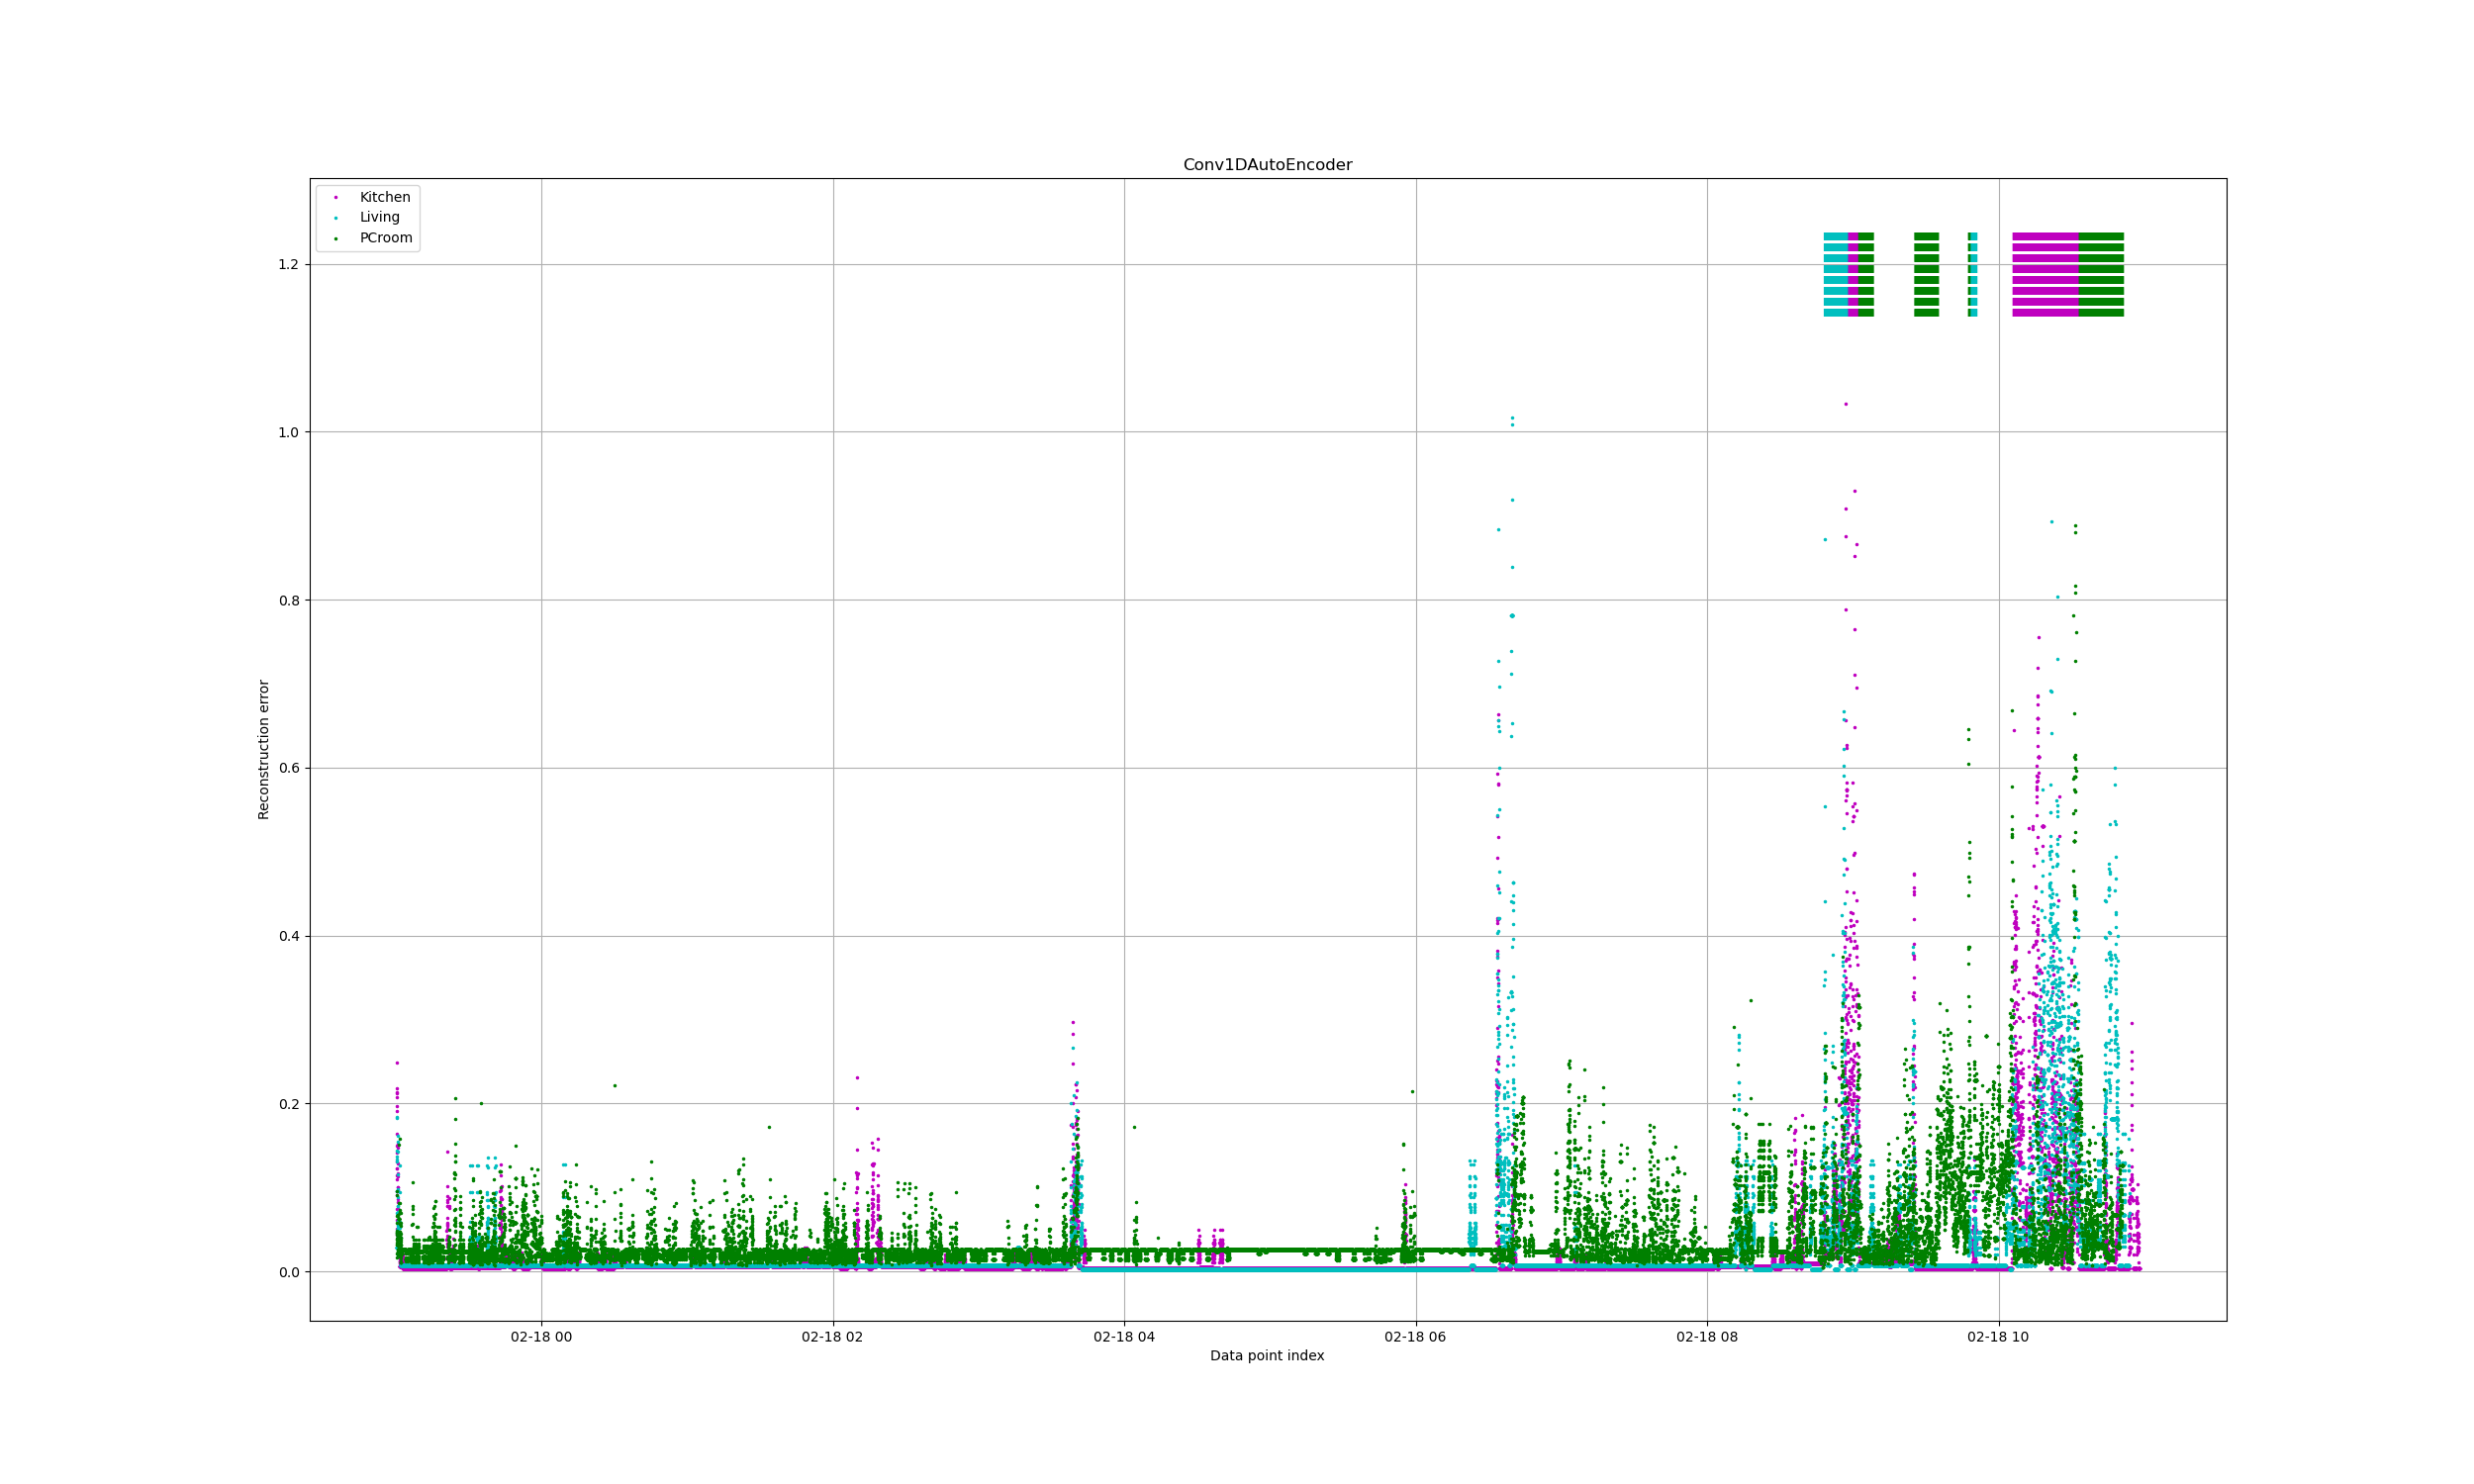 Conv1DAutoEncoder
Kitchen
Living
PCroom
1.2
1.0
0.8
0.6
0.4
0.2
0.0
Reconstruction error
02-18 00
02-18 02
02-18 04
02-18 06
02-18 08
02-18 10
Data point index